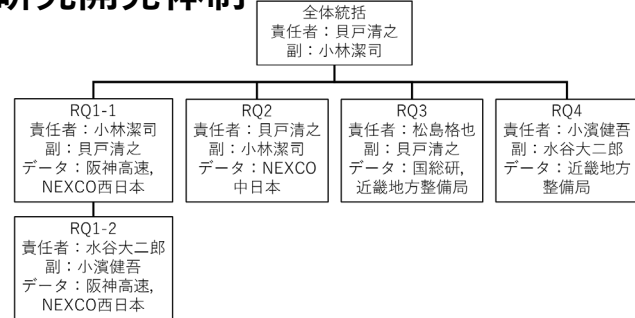 研究開発体制
全体統括
責任者：貝戸清之
副：小林潔司
RQ1-1
責任者：小林潔司
副：貝戸清之
データ：阪神高速,
NEXCO西日本
RQ2
責任者：貝戸清之
副：小林潔司
データ：NEXCO
中日本
RQ3
責任者：松島格也
副：貝戸清之
データ：国総研,
近畿地方整備局
RQ4
責任者：小濱健吾
副：水谷大二郎
データ：近畿地方
整備局
RQ1-2
責任者：水谷大二郎
副：小濱健吾
データ：阪神高速,
NEXCO西日本